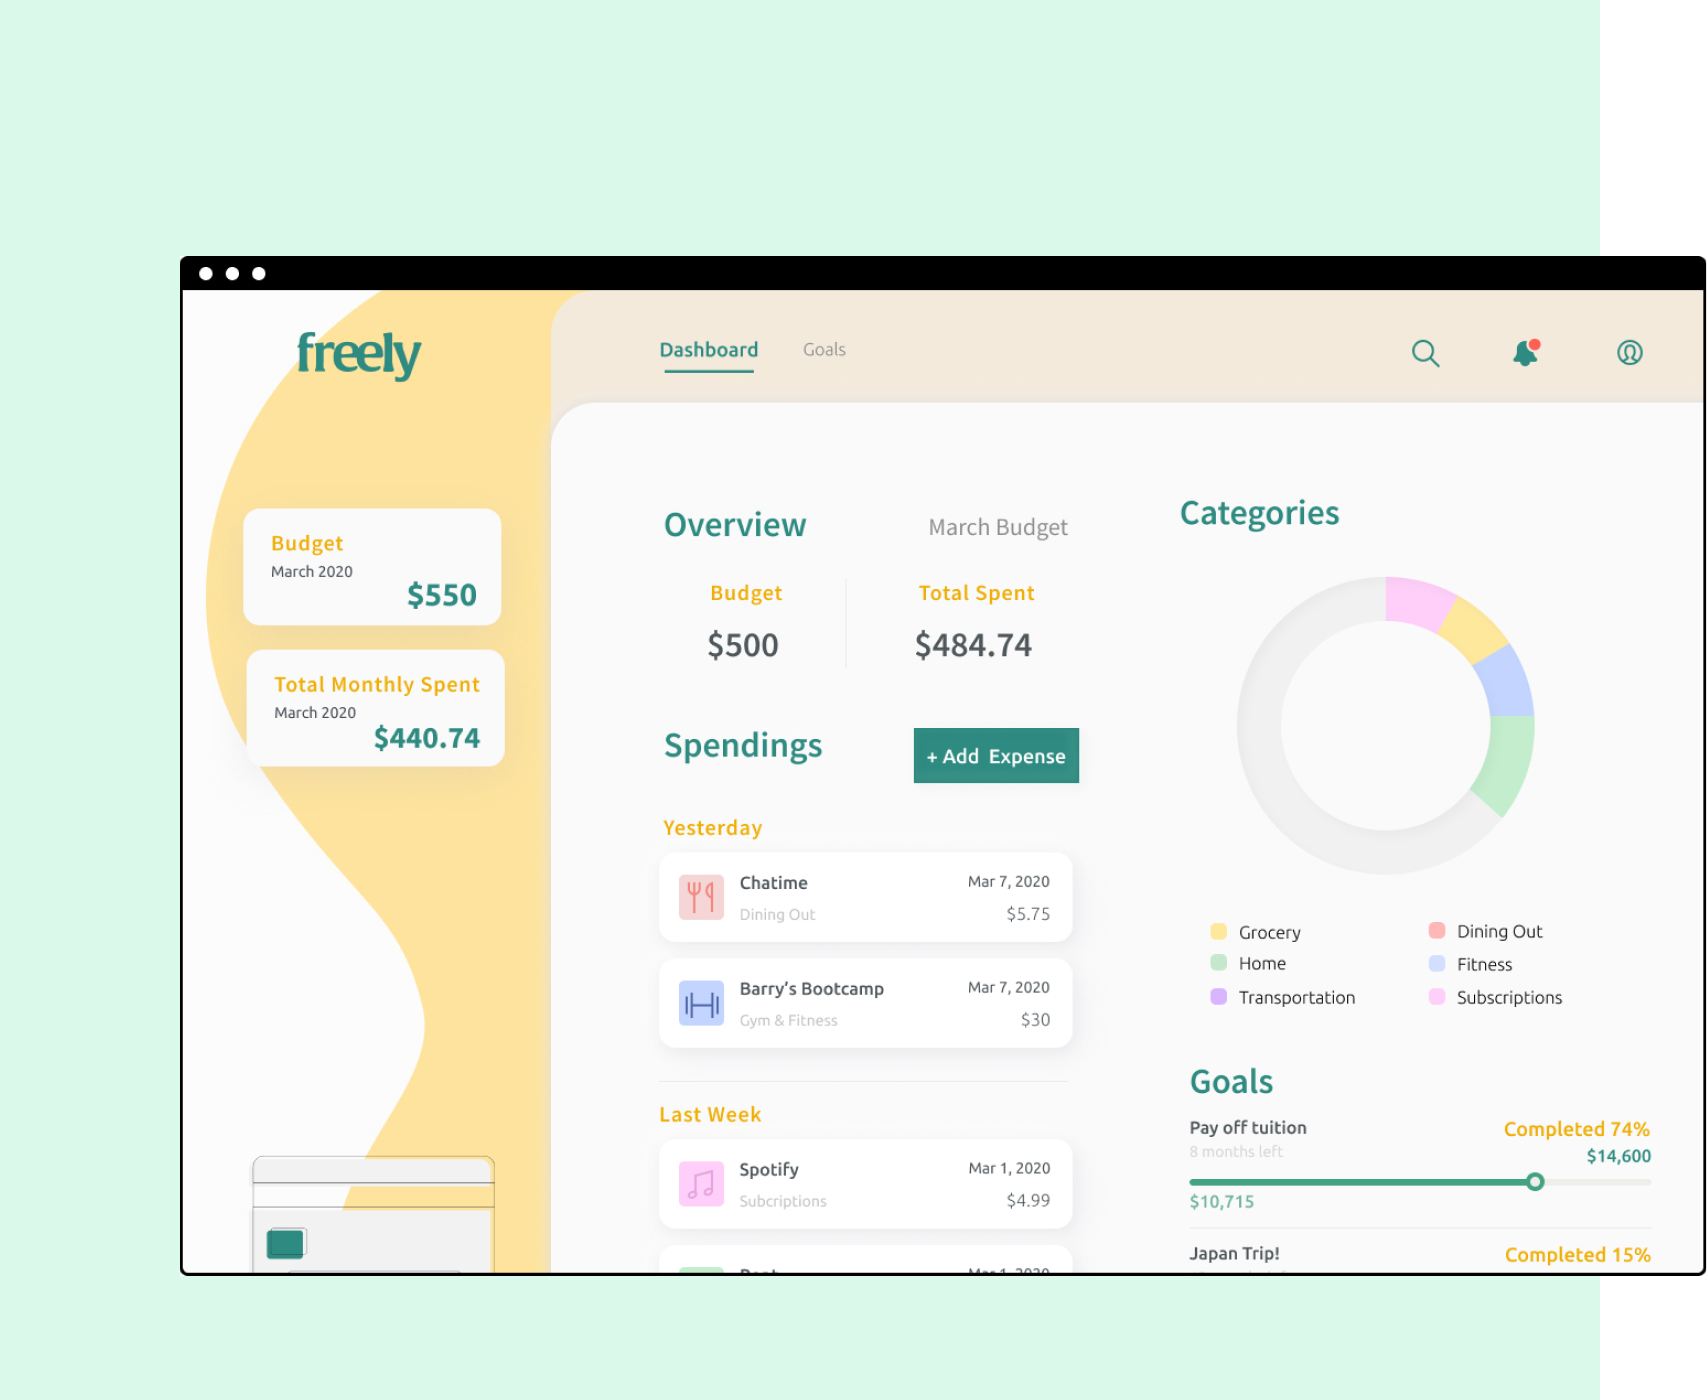 freely
Dashboard
Goals
Budget
March 2020
$550
Total Monthly Spent
March 2020
$440.74
Overview
March Budget
Budget
Total Spent
$500
$484.74
Spendings
+ Add Expense
Yesterday
Chatime
Mar 7, 2020
Dining Out
$5.75
Barry's Bootcamp
Mar 7, 2020
Gym & Fitness
$30
Last Week
Spotify
Mar 1, 2020
Subcriptions
$4.99
Mar 1, 2020
Categories
Grocery
Dining Out
Home
Fitness
Transportation
Subscriptions
Goals
Pay off tuition
Completed 74%
8 months left
$14,600
$10,715
Japan Trip!
Completed 15%